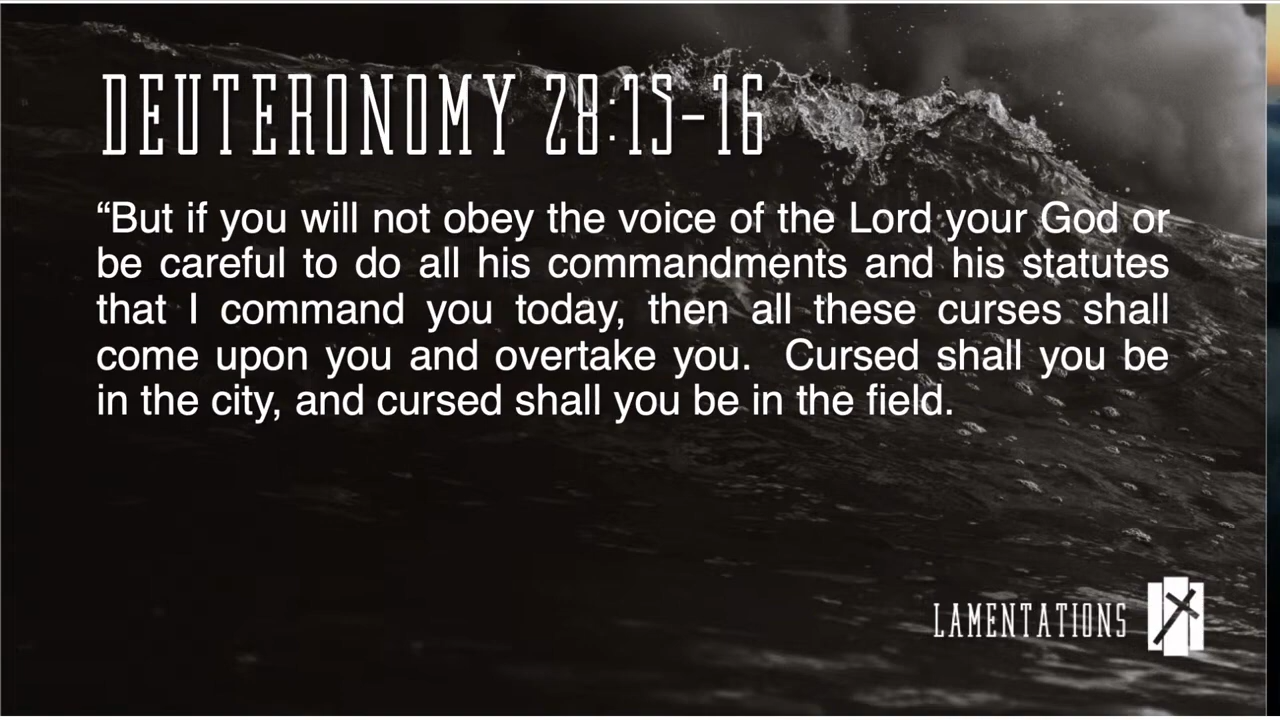 DEUTERONOMY 28:15-16
“But if you will not obey the voice of the Lord your God or
be careful to do all his commandments and his statutes
that I command you today, then all these curses shall
come upon you and overtake you.  Cursed shall you be
in the city, and cursed shall you be in the field.
LAMENTATIONS